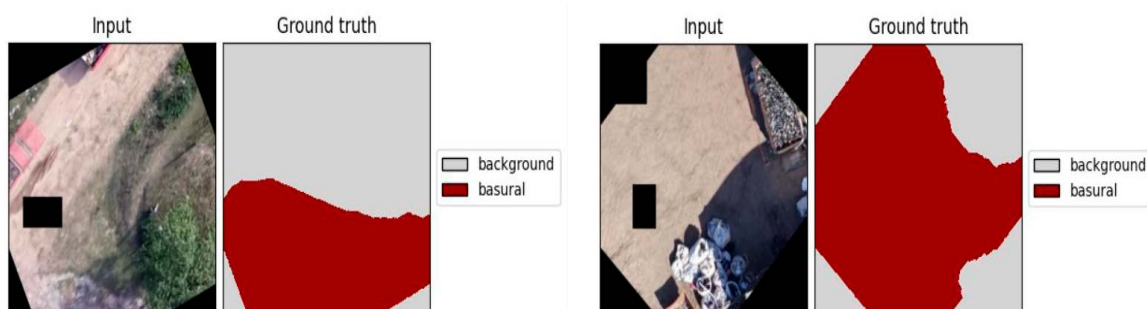 Input
Ground truth
background
basural
Input
Ground truth
background
basural